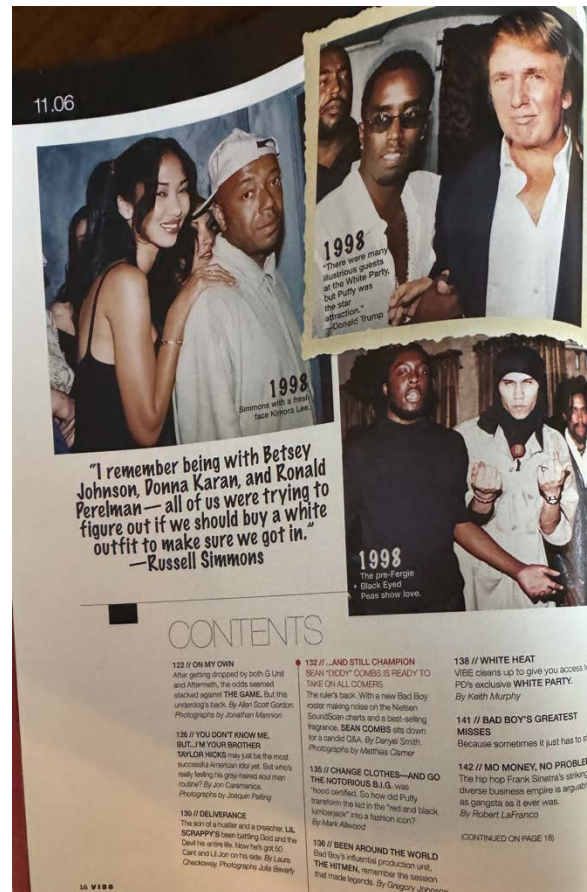 11.06
1998
"There were many
illustrious guests
at the White Party,
but Puffy was
the star
attraction."
—Donald Trump
1998
Simmons with a fresh
face Kimora Lee.
"I remember being with Betsey
Johnson, Donna Karan, and Ronald
Perelman — all of us were trying to
figure out if we should buy a white
outfit to make sure we got in."
—Russell Simmons
1998
The pre-Fergie
Black Eyed
Peas show love.
CONTENTS
122 // ON MY OWN
After getting dropped by both G Unit
and Aftermath, the odds seemed
stacked against THE GAME. But this
underdog's back. By Allen Scott Gordon
Photographs by Jonathan Mannion
126 // YOU DON'T KNOW ME,
BUT...I'M YOUR BROTHER
TAYLOR HICKS may just be the most
successful American Idol yet. But who's
really feeling his gray-haired soul man
routine? By Jon Caramanica.
Photographs by Joaquin Palting
130 // DELIVERANCE
The son of a hustler and a preacher, LIL
SCRAPPY'S been battling God and the
Devil his entire life. Now he's got 50
Cent and Lil Jon on his side. By Laura
Checkoway, Photographs Julia Beverly
132 // ...AND STILL CHAMPION
SEAN "DIDDY" COMBS IS READY TO
TAKE ON ALL COMERS
The ruler's back. With a new Bad Boy
roster making noise on the Nielsen
SoundScan charts and a best-selling
fragrance, SEAN COMBS sits down
for a candid Q&A. By Danyel Smith.
Photographs by Matthias Clamer
135 // CHANGE CLOTHES—AND GO
THE NOTORIOUS B.I.G. was
'hood certified. So how did Puffy
transform the kid in the "red and black
lumberjack" into a fashion icon?
By Mark Allwood
136 // BEEN AROUND THE WORLD
Bad Boy's influential production unit,
THE HITMEN, remember the session
that made legends. By Gregory Johnson
138 // WHITE HEAT
VIBE cleans up to give you access to
PD's exclusive WHITE PARTY.
By Keith Murphy
141 // BAD BOY'S GREATEST
MISSES
Because sometimes it just has to
142 // MO MONEY, NO PROBLE
The hip hop Frank Sinatra's striking
diverse business empire is arguab
as gangsta as it ever was.
By Robert LaFranco
(CONTINUED ON PAGE 18)
16 VIBE